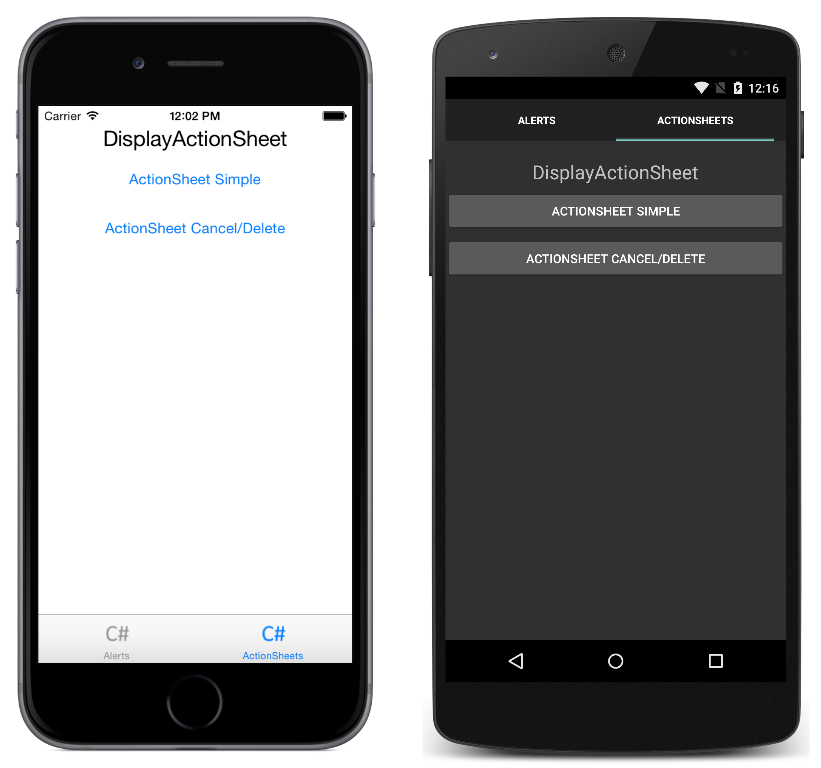 Carrier 12:02 PM
DisplayActionSheet
ActionSheet Simple
ActionSheet Cancel/Delete
C# C#
Alerts ActionSheets
12:16
ALERTS ACTIONSHEETS
DisplayActionSheet
ACTIONSHEET SIMPLE
ACTIONSHEET CANCEL/DELETE